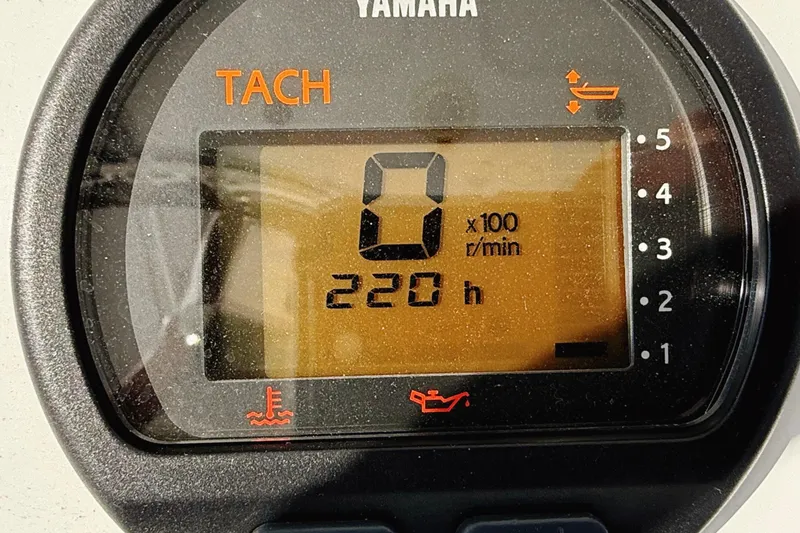 YAMAHA
TACH
0 x100
r/min
220 h
5
4
3
2
1